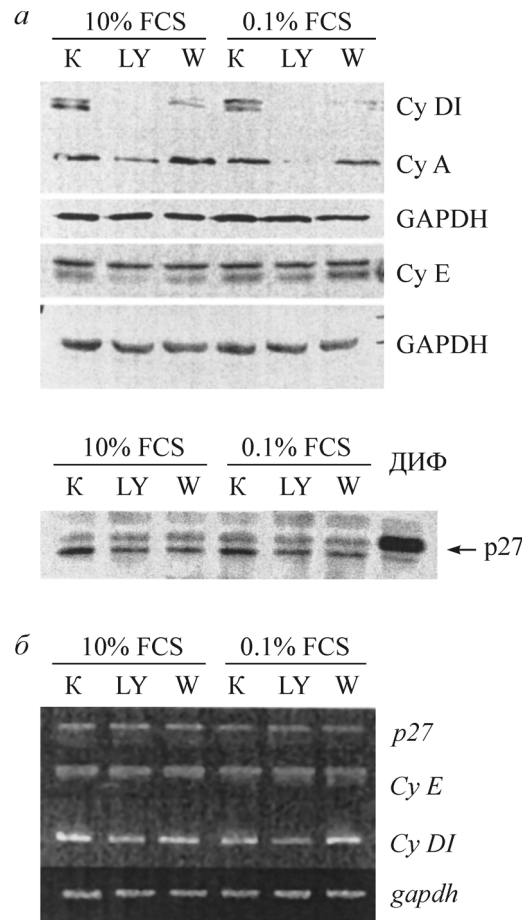 а
10% FCS 0.1% FCS
К LY W К LY W
Cy DI
Cy A
GAPDH
Cy E
GAPDH
10% FCS 0.1% FCS ДИФ
К LY W К LY W
p27
б
10% FCS 0.1% FCS
К LY W К LY W
p27
Cy E
Cy DI
gapdh